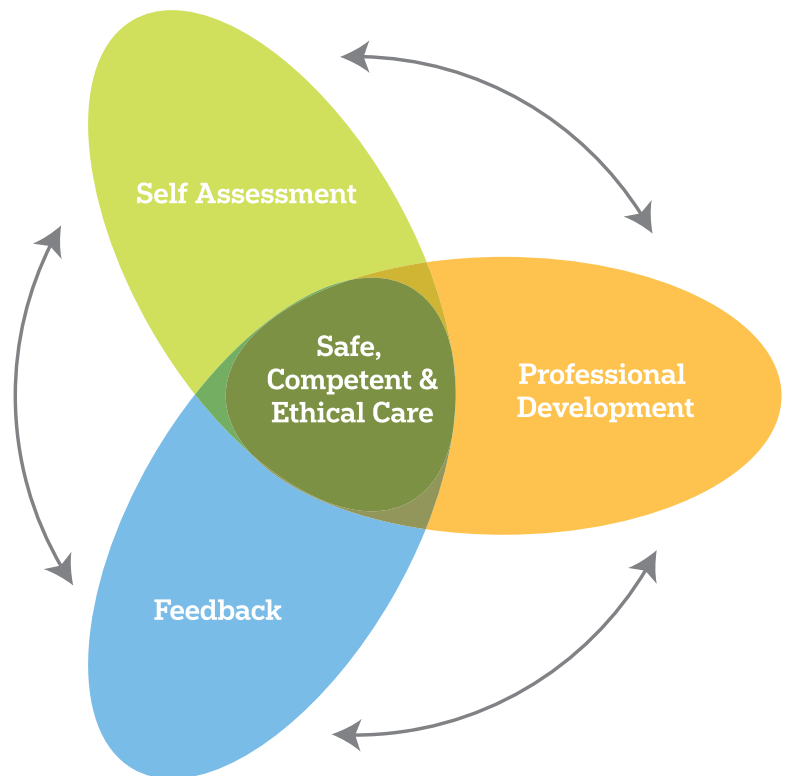 Self Assessment
Safe,
Competent &
Ethical Care
Professional
Development
Feedback